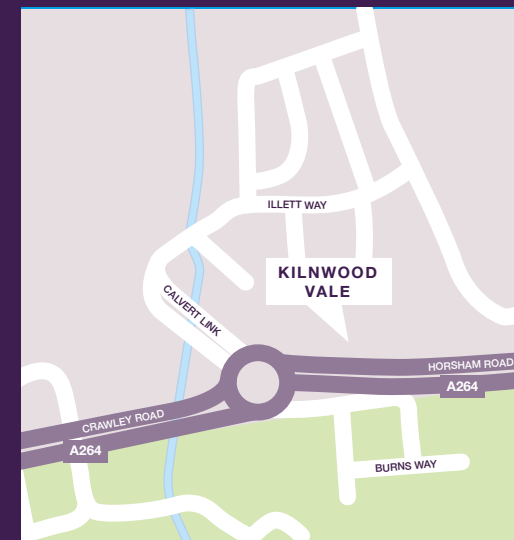 ILLETT WAY
KILNWOOD
VALE
CALVERT LINK
HORSHAM ROAD
A264
CRAWLEY ROAD
A264
BURNS WAY